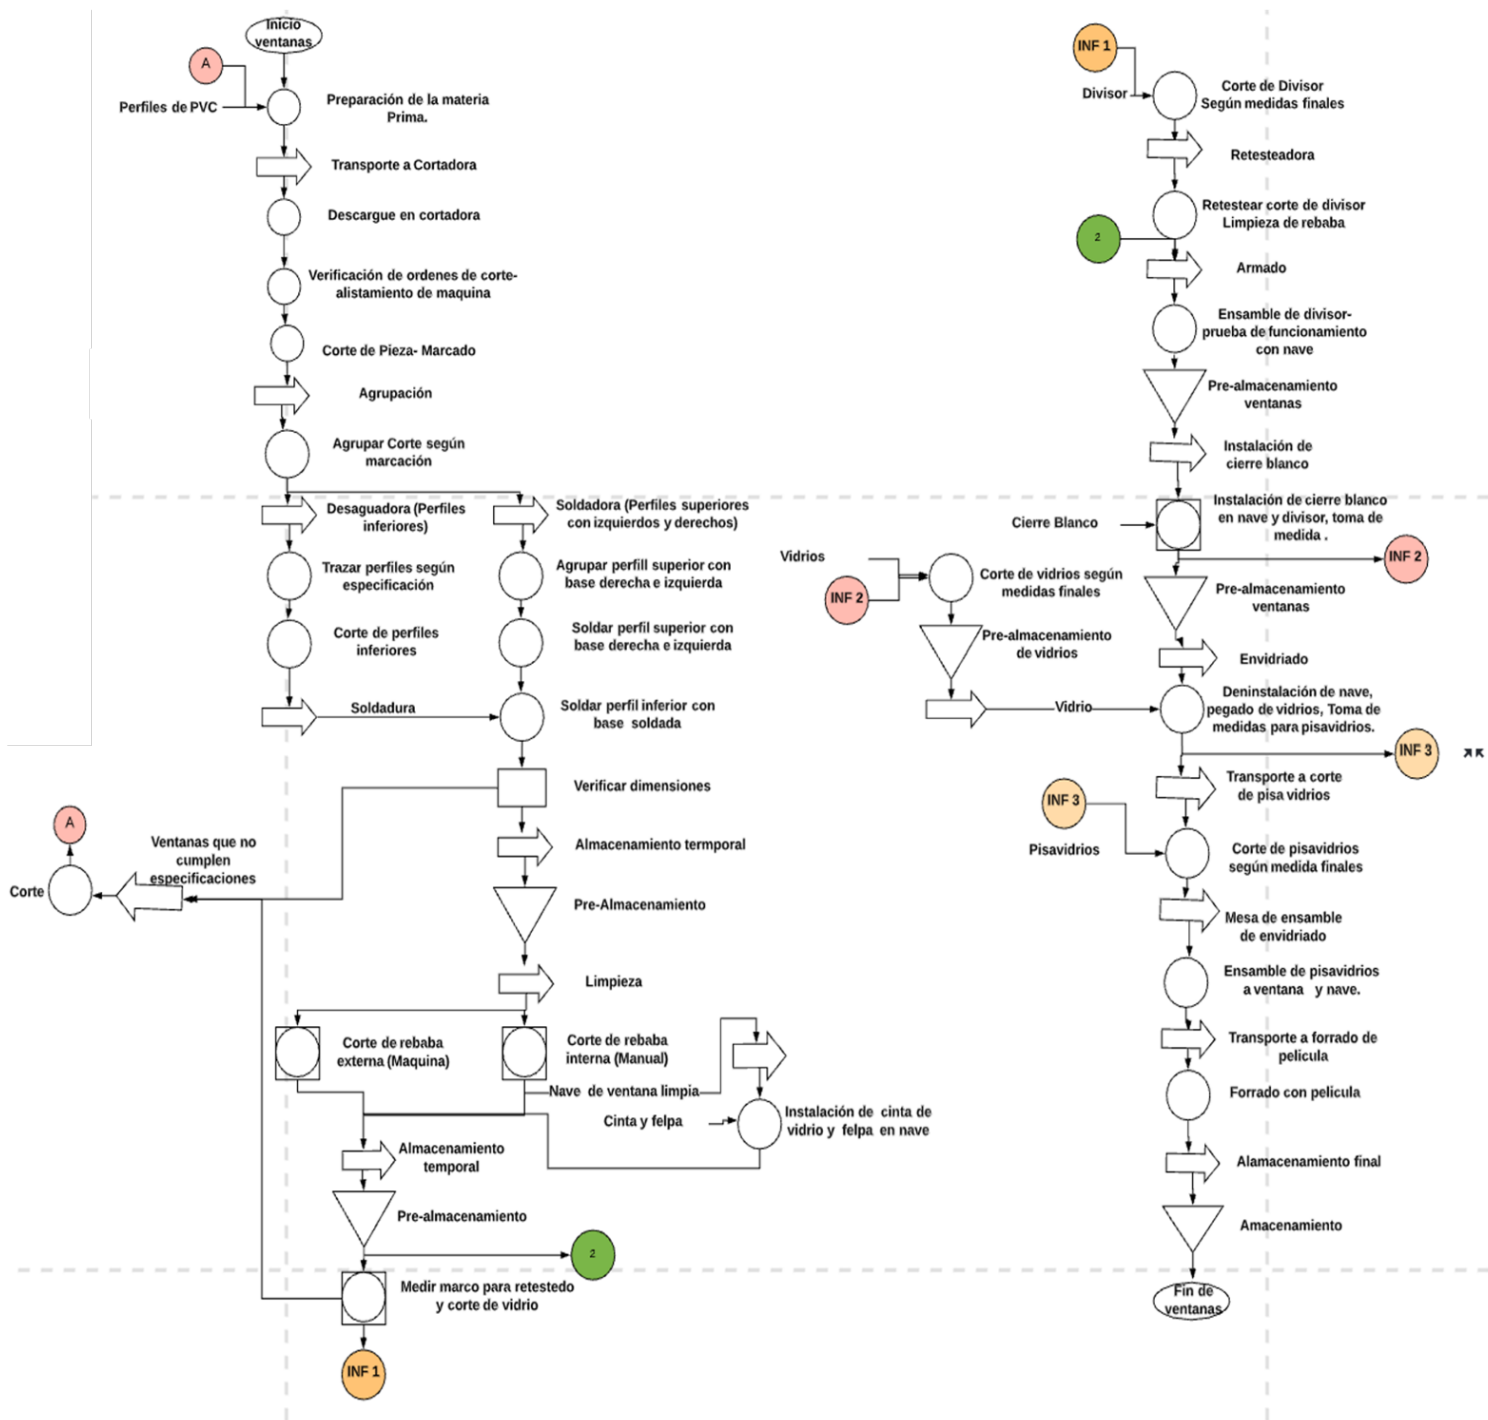 Inicio
ventanas
A
Perfiles de PVC
Preparación de la materia
Prima.
Transporte a Cortadora
Descargue en cortadora
Verificación de ordenes de corte-
alistamiento de maquina
Corte de Pieza- Marcado
Agrupación
Agrupar Corte según
marcación
Desaguadora (Perfiles
inferiores)
Soldadora (Perfiles superiores
con izquierdos y derechos)
Trazar perfiles según
especificación
Agrupar perfill superior con
base derecha e izquierda
Corte de perfiles
inferiores
Soldar perfil superior con
base derecha e izquierda
Soldadura
Soldar perfil inferior con
base soldada
Verificar dimensiones
A
Ventanas que no
cumplen
especificaciones
Corte
Almacenamiento termporal
Pre-Almacenamiento
Limpieza
Corte de rebaba
externa (Maquina)
Corte de rebaba
interna (Manual)
Nave de ventana limpia
Cinta y felpa
Instalación de cinta de
vidrio y felpa en nave
Almacenamiento
temporal
Pre-almacenamiento
2
Medir marco para retestedo
y corte de vidrio
INF 1
INF 1
Divisor
Corte de Divisor
Según medidas finales
Retesteadora
Retestear corte de divisor
Limpieza de rebaba
2
Armado
Ensamble de divisor-
prueba de funcionamiento
con nave
Pre-almacenamiento
ventanas
Instalación de
cierre blanco
Cierre Blanco
Instalación de cierre blanco
en nave y divisor, toma de
medida .
INF 2
Vidrios
INF 2
Corte de vidrios según
medidas finales
Pre-almacenamiento
de vidrios
Vidrio
Pre-almacenamiento
ventanas
Envidriado
Deninstalación de nave,
pegado de vidrios, Toma de
medidas para pisavidrios.
INF 3
Transporte a corte
de pisa vidrios
INF 3
Pisavidrios
Corte de pisavidrios
según medida finales
Mesa de ensamble
de envidriado
Ensamble de pisavidrios
a ventana y nave.
Transporte a forrado de
pelicula
Forrado con pelicula
Alamacenamiento final
Amacenamiento
Fin de
ventanas